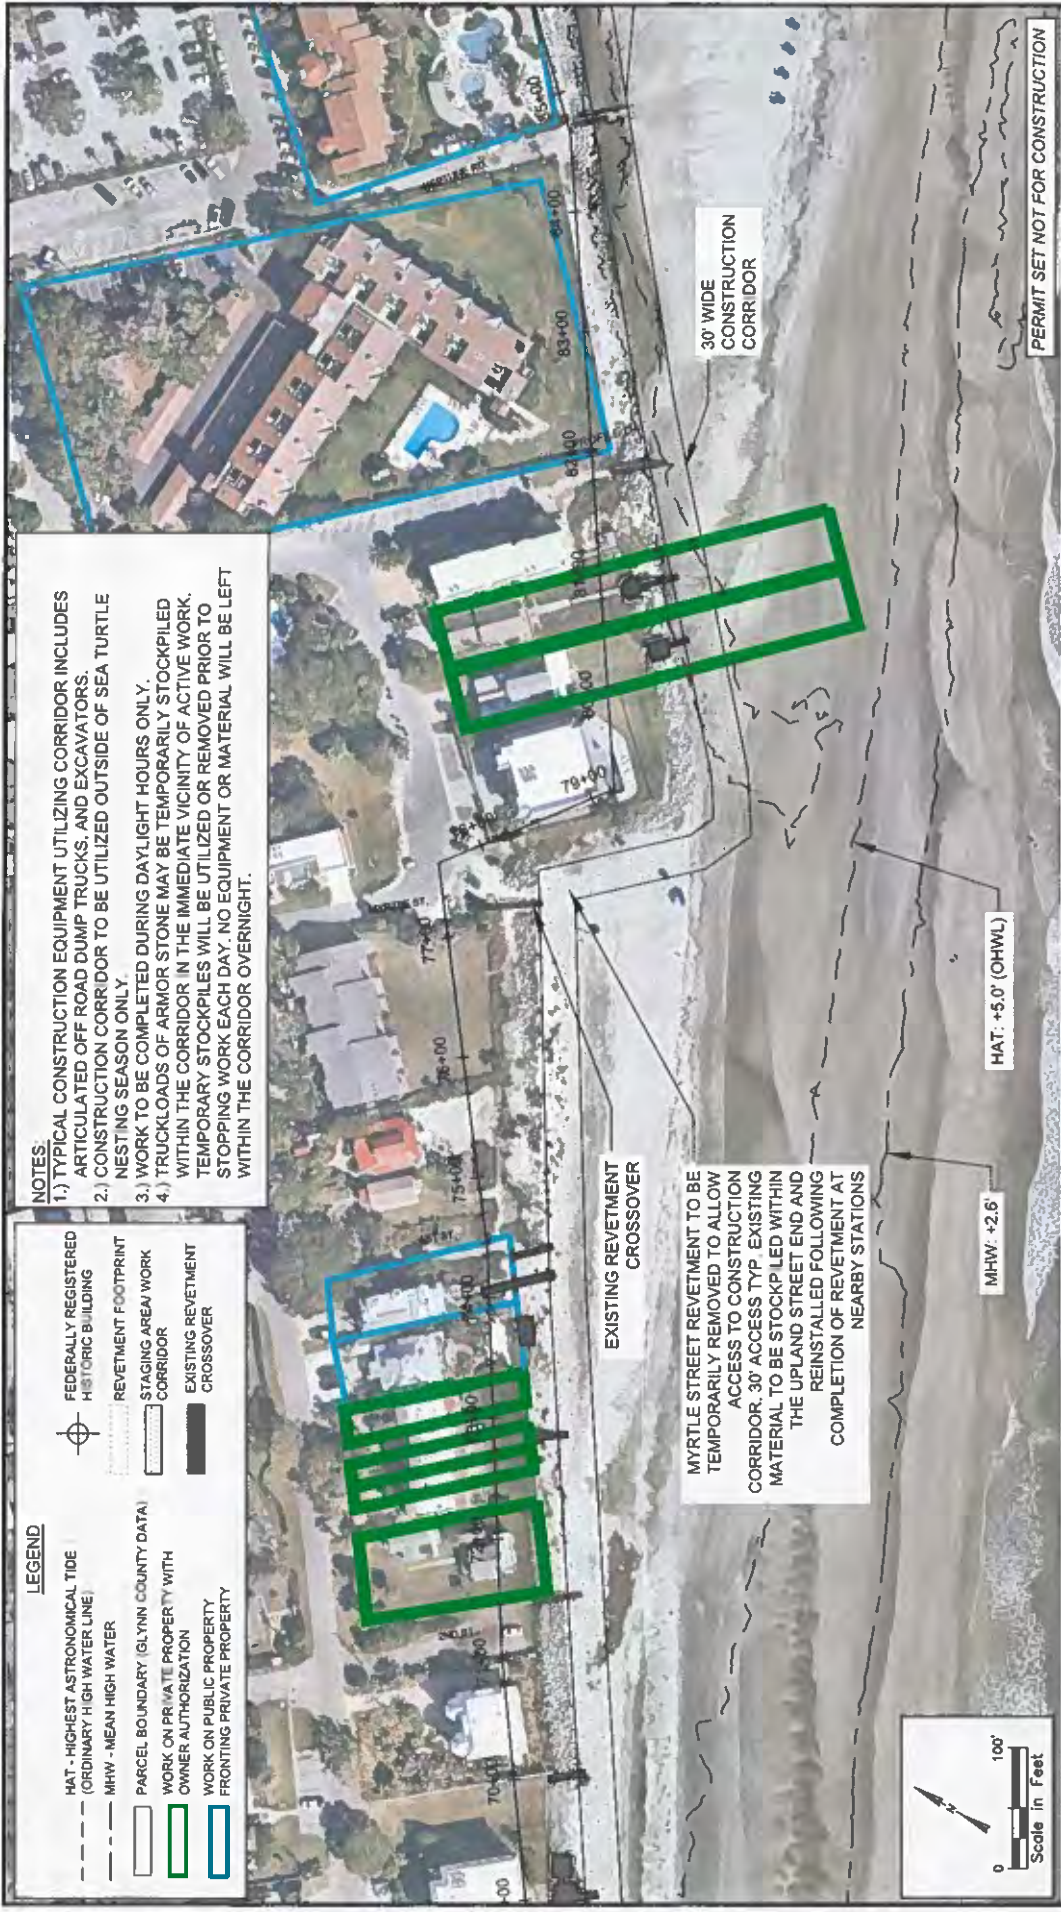 NOTES:
1.) TYPICAL CONSTRUCTION EQUIPMENT UTILIZING CORRIDOR INCLUDES
ARTICULATED OFF ROAD DUMP TRUCKS, AND EXCAVATORS.
2.) CONSTRUCTION CORRIDOR TO BE UTILIZED OUTSIDE OF SEA TURTLE
NESTING SEASON ONLY.
3.) WORK TO BE COMPLETED DURING DAYLIGHT HOURS ONLY.
4.) TRUCKLOADS OF ARMOR STONE MAY BE TEMPORARILY STOCKPILED
WITHIN THE CORRIDOR IN THE IMMEDIATE VICINITY OF ACTIVE WORK.
TEMPORARY STOCKPILES WILL BE UTILIZED OR REMOVED PRIOR TO
STOPPING WORK EACH DAY. NO EQUIPMENT OR MATERIAL WILL BE LEFT
WITHIN THE CORRIDOR OVERNIGHT.
LEGEND
HAT - HIGHEST ASTRONOMICAL TIDE
(ORDINARY HIGH WATER LINE)
MHW - MEAN HIGH WATER
PARCEL BOUNDARY (GLYNN COUNTY DATA)
WORK ON PRIVATE PROPERTY WITH
OWNER AUTHORIZATION
WORK ON PUBLIC PROPERTY
FRONTING PRIVATE PROPERTY
FEDERALLY REGISTERED
HISTORIC BUILDING
REVETMENT FOOTPRINT
STAGING AREA/WORK
CORRIDOR
EXISTING REVETMENT
CROSSOVER
70+00
75+00
76+00
77+00
MYRTLE ST.
79+00
82+00
83+00
84+00
85+00
30' WIDE
CONSTRUCTION
CORRIDOR
EXISTING REVETMENT
CROSSOVER
MYRTLE STREET REVETMENT TO BE
TEMPORARILY REMOVED TO ALLOW
ACCESS TO CONSTRUCTION
CORRIDOR. 30' ACCESS TYP. EXISTING
MATERIAL TO BE STOCKPILED WITHIN
THE UPLAND STREET END AND
REINSTALLED FOLLOWING
COMPLETION OF REVETMENT AT
NEARBY STATIONS
HAT: +5.0' (OHWL)
MHW: +2.6'
N
0
100'
Scale in Feet
PERMIT SET NOT FOR CONSTRUCTION